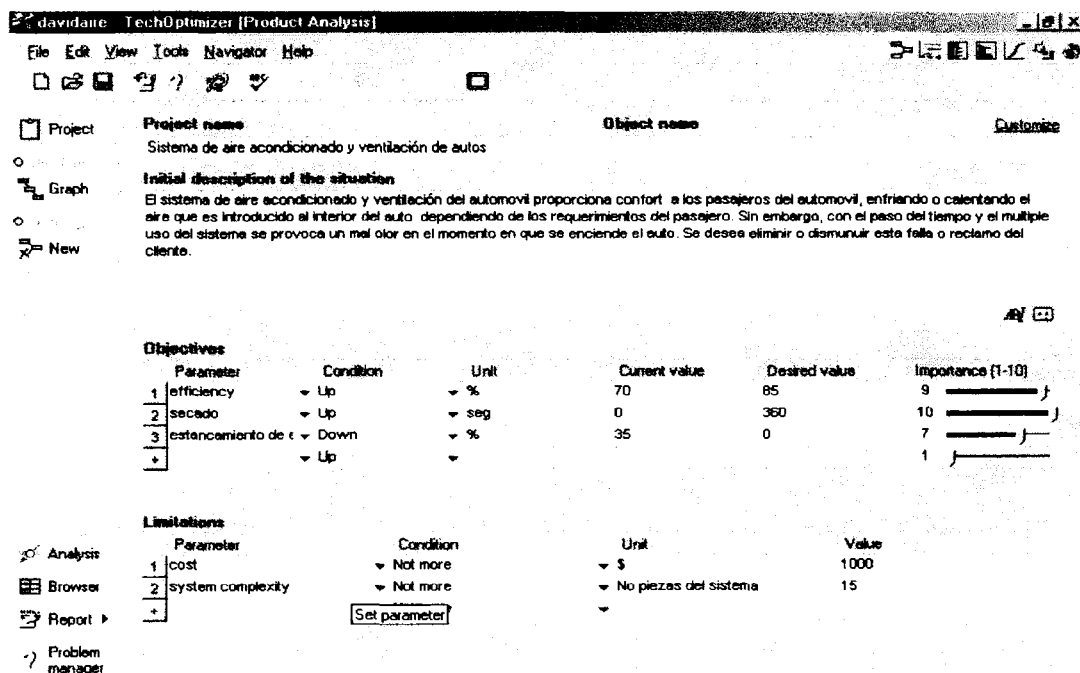 davidaire TechOptimizer [Product Analysis]
File Edit View Tools Navigator Help
Project
Project name
Object name
Customize
Sistema de aire acondicionado y ventilación de autos
Graph
Initial description of the situation
El sistema de aire acondicionado y ventilación del automovil proporciona confort a los pasajeros del automovil, enfriando o calentando el
aire que es introducido al interior del auto dependiendo de los requerimientos del pasajero. Sin embargo, con el paso del tiempo y el multiple
uso del sistema se provoca un mal olor en el momento en que se enciende el auto. Se desea eliminir o dismunuir esta falla o reclamo del
cliente.
New
Objectives
Parameter Condition Unit Current value Desired value Importance (1-10)
1 efficiency Up % 70 85 9
2 secado Up seg 0 360 10
3 estancamiento de e Down % 35 0 7
+ Up 1
Limitations
Parameter Condition Unit Value
1 cost Not more $ 1000
2 system complexity Not more No piezas del sistema 15
+
Set parameter
Analysis
Browser
Report
Problem
manager